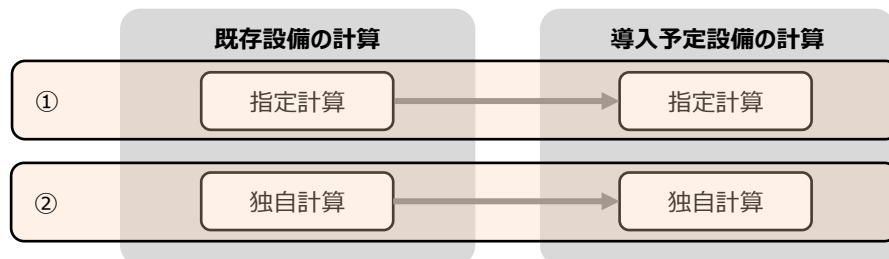 既存設備の計算 導入予定設備の計算
① 指定計算 指定計算
② 独自計算 独自計算